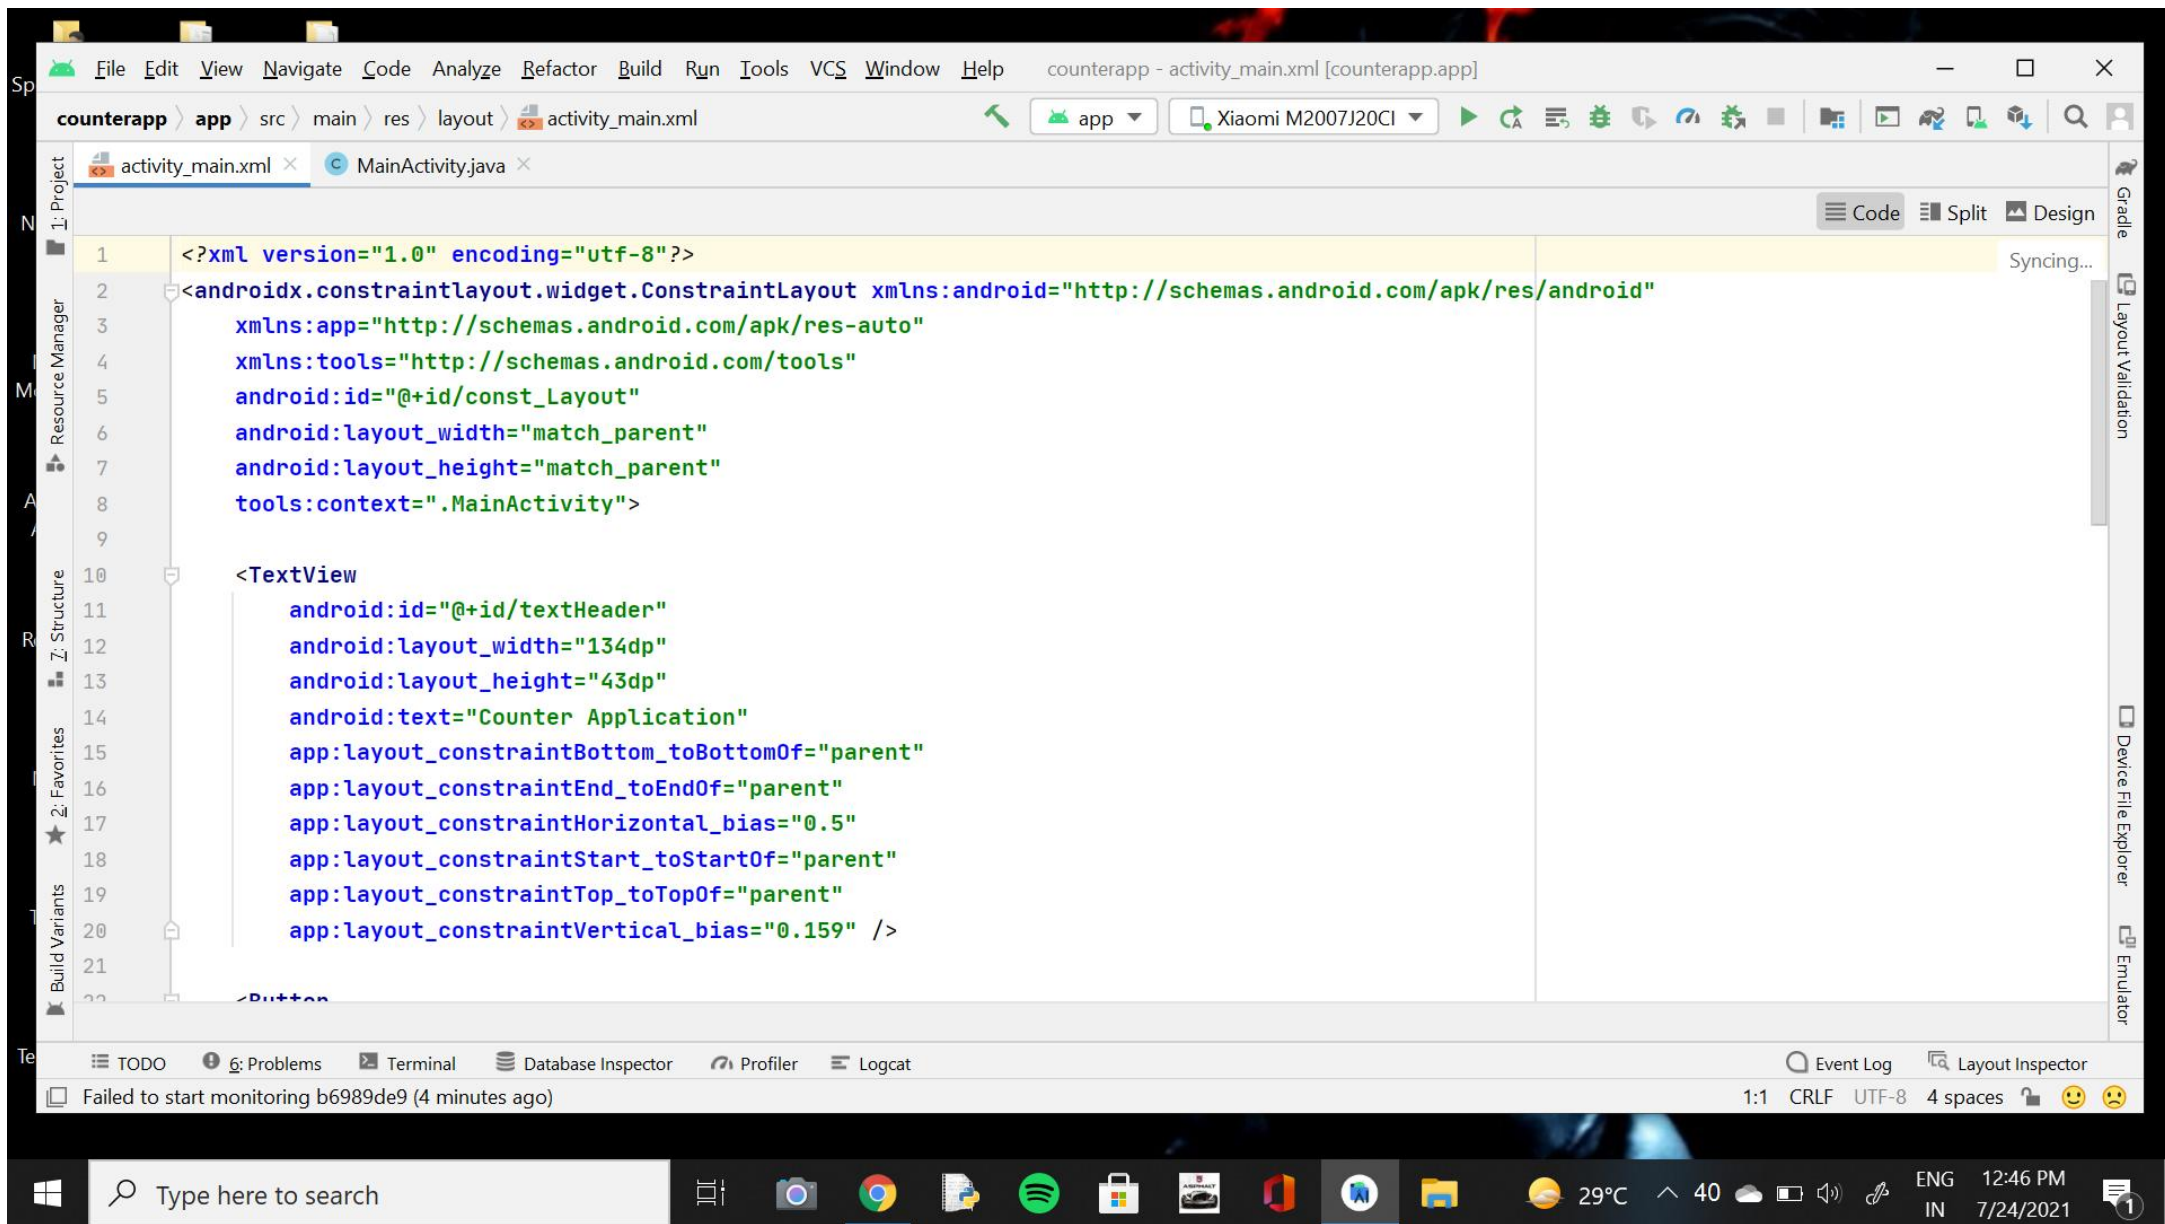 File Edit View Navigate Code Analyze Refactor Build Run Tools VCS Window Help counterapp - activity_main.xml [counterapp.app]
counterapp app src main res layout activity_main.xml app Xiaomi M2007J20CI
activity_main.xml MainActivity.java
Code Split Design
1: Project
Resource Manager
7: Structure
2: Favorites
Build Variants
Gradle
Layout Validation
Device File Explorer
Emulator
Syncing...
1 <?xml version="1.0" encoding="utf-8"?>
2 <androidx.constraintlayout.widget.ConstraintLayout xmlns:android="http://schemas.android.com/apk/res/android"
3 xmlns:app="http://schemas.android.com/apk/res-auto"
4 xmlns:tools="http://schemas.android.com/tools"
5 android:id="@+id/const_Layout"
6 android:layout_width="match_parent"
7 android:layout_height="match_parent"
8 tools:context=".MainActivity">
9
10 <TextView
11 android:id="@+id/textHeader"
12 android:layout_width="134dp"
13 android:layout_height="43dp"
14 android:text="Counter Application"
15 app:layout_constraintBottom_toBottomOf="parent"
16 app:layout_constraintEnd_toEndOf="parent"
17 app:layout_constraintHorizontal_bias="0.5"
18 app:layout_constraintStart_toStartOf="parent"
19 app:layout_constraintTop_toTopOf="parent"
20 app:layout_constraintVertical_bias="0.159" />
21
22 <Button
TODO 6: Problems Terminal Database Inspector Profiler Logcat Event Log Layout Inspector
Failed to start monitoring b6989de9 (4 minutes ago) 1:1 CRLF UTF-8 4 spaces
Type here to search 29°C 40 ENG 12:46 PM
IN 7/24/2021 1